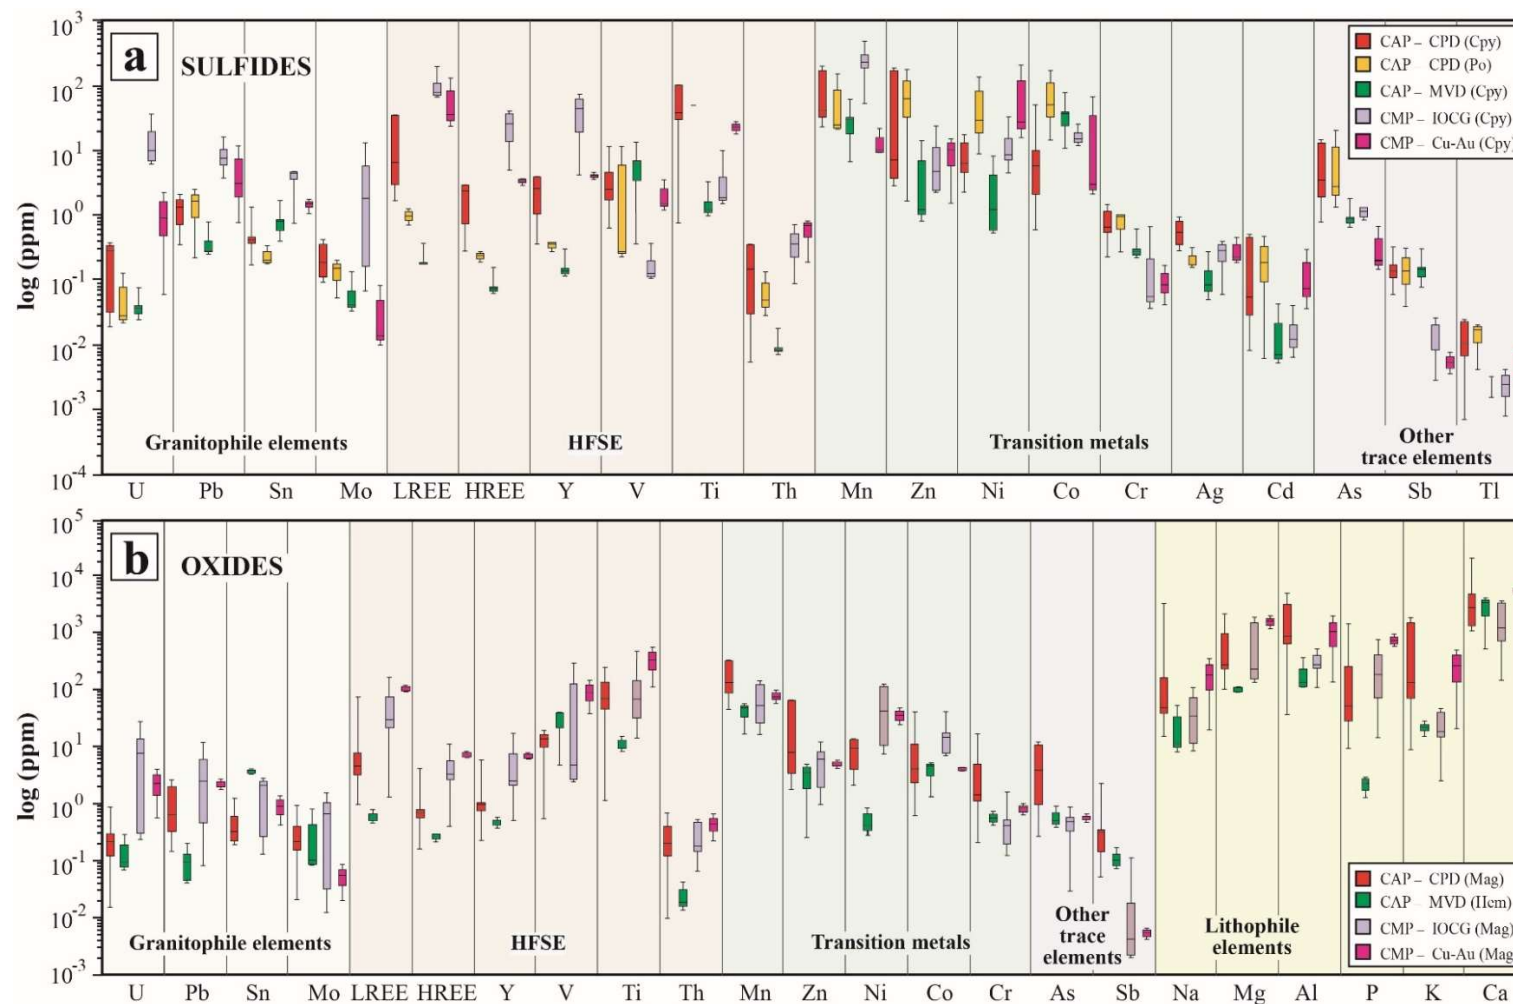 a
SULFIDES
log (ppm)
10³
10²
10¹
10⁰
10⁻¹
10⁻²
10⁻³
10⁻⁴
CAP – CPD (Cpy)
CAP – CPD (Po)
CAP – MVD (Cpy)
CMP – IOCG (Cpy)
CMP – Cu-Au (Cpy)
Granitophile elements
HFSE
Transition metals
Other
trace elements
U Pb Sn Mo LREE HREE Y V Ti Th Mn Zn Ni Co Cr Ag Cd As Sb Tl
b
OXIDES
log (ppm)
10⁵
10⁴
10³
10²
10¹
10⁰
10⁻¹
10⁻²
10⁻³
CAP – CPD (Mag)
CAP – MVD (Hem)
CMP – IOCG (Mag)
CMP – Cu-Au (Mag
Granitophile elements
HFSE
Transition metals
Other
trace
elements
Lithophile
elements
U Pb Sn Mo LREE HREE Y V Ti Th Mn Zn Ni Co Cr As Sb Na Mg Al P K Ca